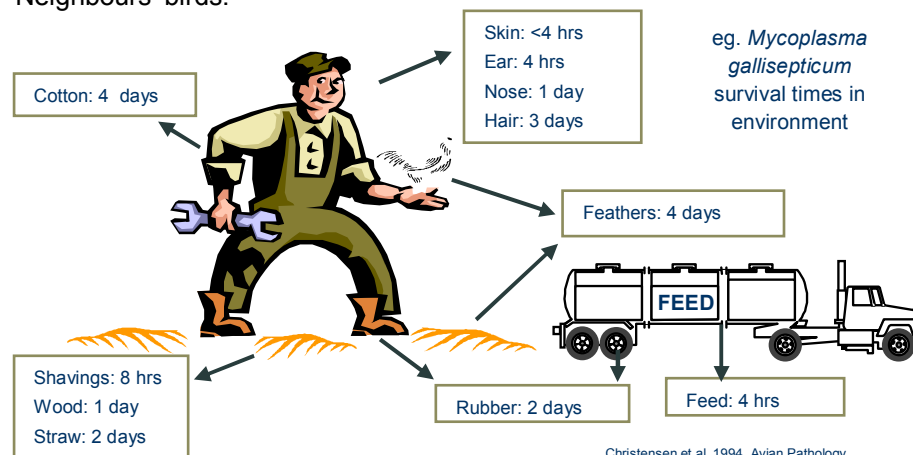 Neighbours' birds.
Skin: <4 hrs
Ear: 4 hrs
Nose: 1 day
Hair: 3 days
eg. Mycoplasma
gallisepticum
survival times in
environment
Cotton: 4 days
Feathers: 4 days
FEED
Shavings: 8 hrs
Wood: 1 day
Straw: 2 days
Rubber: 2 days
Feed: 4 hrs
Christensen et al. 1994. Avian Pathology